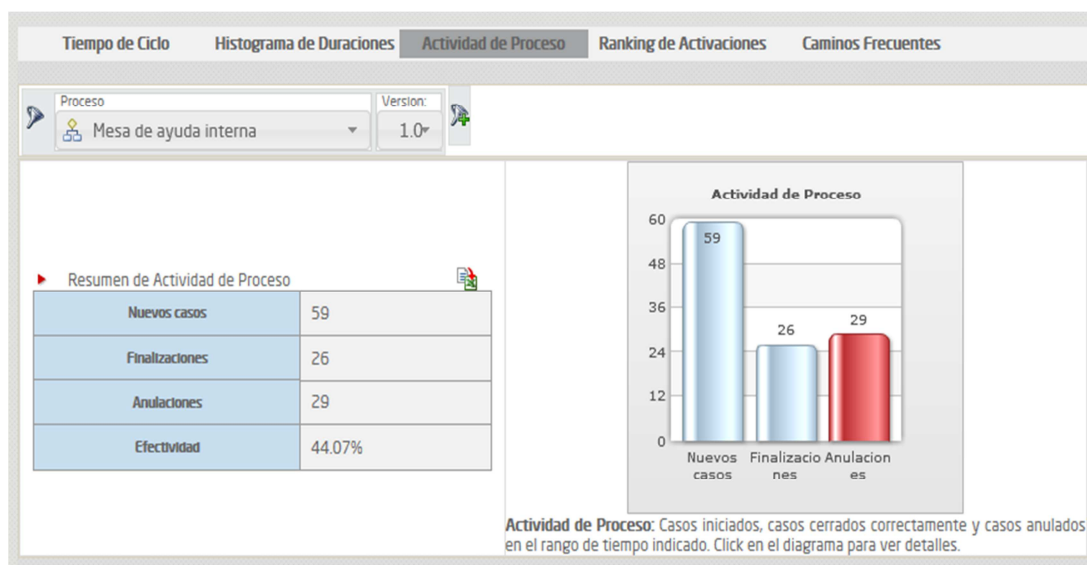 Tiempo de Ciclo Histograma de Duraciones Actividad de Proceso Ranking de Activaciones Caminos Frecuentes
Proceso Version:
Mesa de ayuda interna 1.0
Resumen de Actividad de Proceso
Nuevos casos 59
Finalizaciones 26
Anulaciones 29
Efectividad 44.07%
Actividad de Proceso
60
48
36
24
12
0
59
26
29
Nuevos Finalizacio Anulacion
casos nes es
Actividad de Proceso: Casos iniciados, casos cerrados correctamente y casos anulados
en el rango de tiempo indicado. Click en el diagrama para ver detalles.